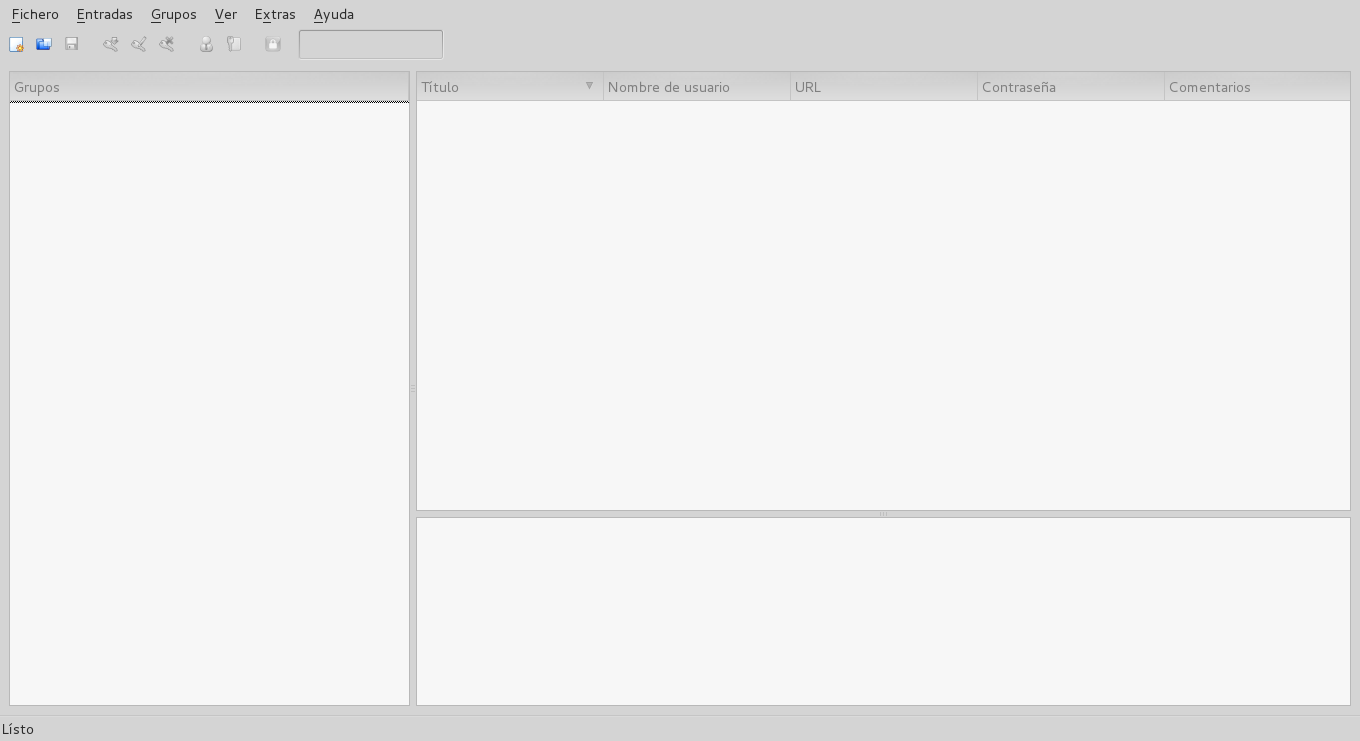 Fichero Entradas Grupos Ver Extras Ayuda
Grupos
Título Nombre de usuario URL Contraseña Comentarios
Lísto